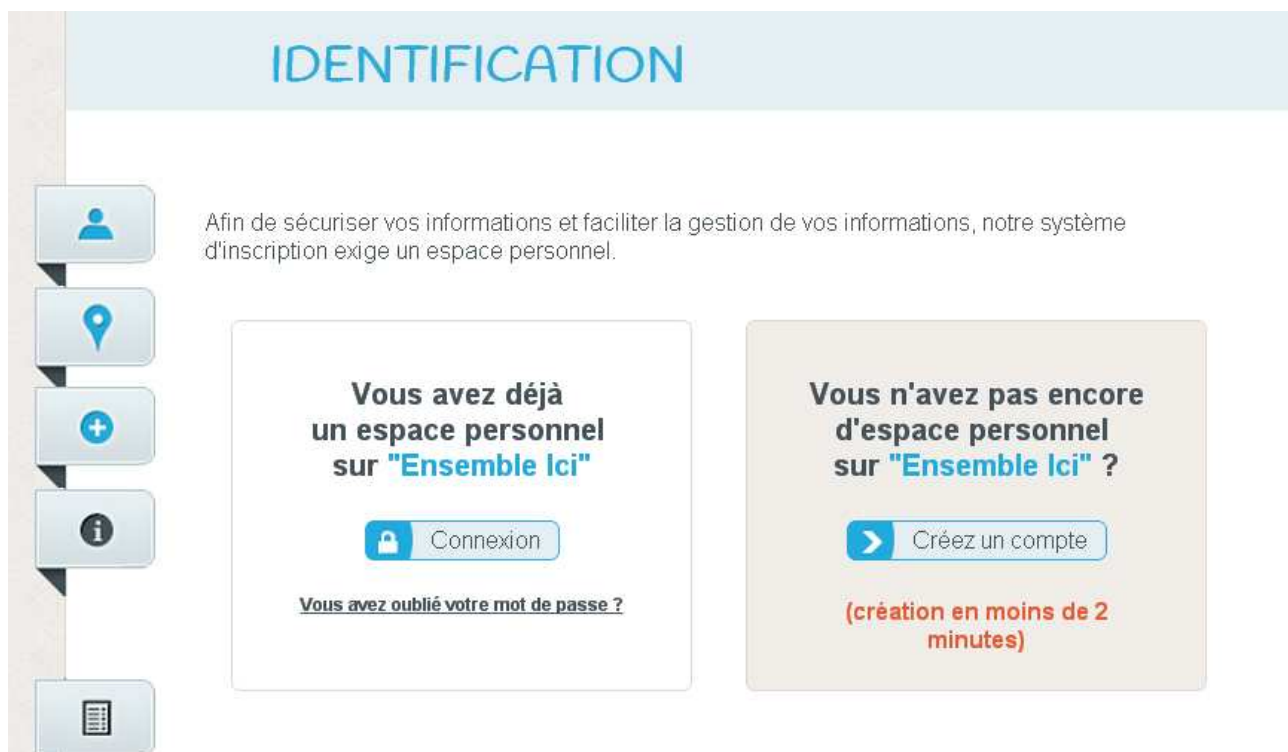 IDENTIFICATION
Afin de sécuriser vos informations et faciliter la gestion de vos informations, notre système
d'inscription exige un espace personnel.
Vous avez déjà
un espace personnel
sur "Ensemble Ici"
Connexion
Vous avez oublié votre mot de passe ?
Vous n'avez pas encore
d'espace personnel
sur "Ensemble Ici" ?
Créez un compte
(création en moins de 2
minutes)